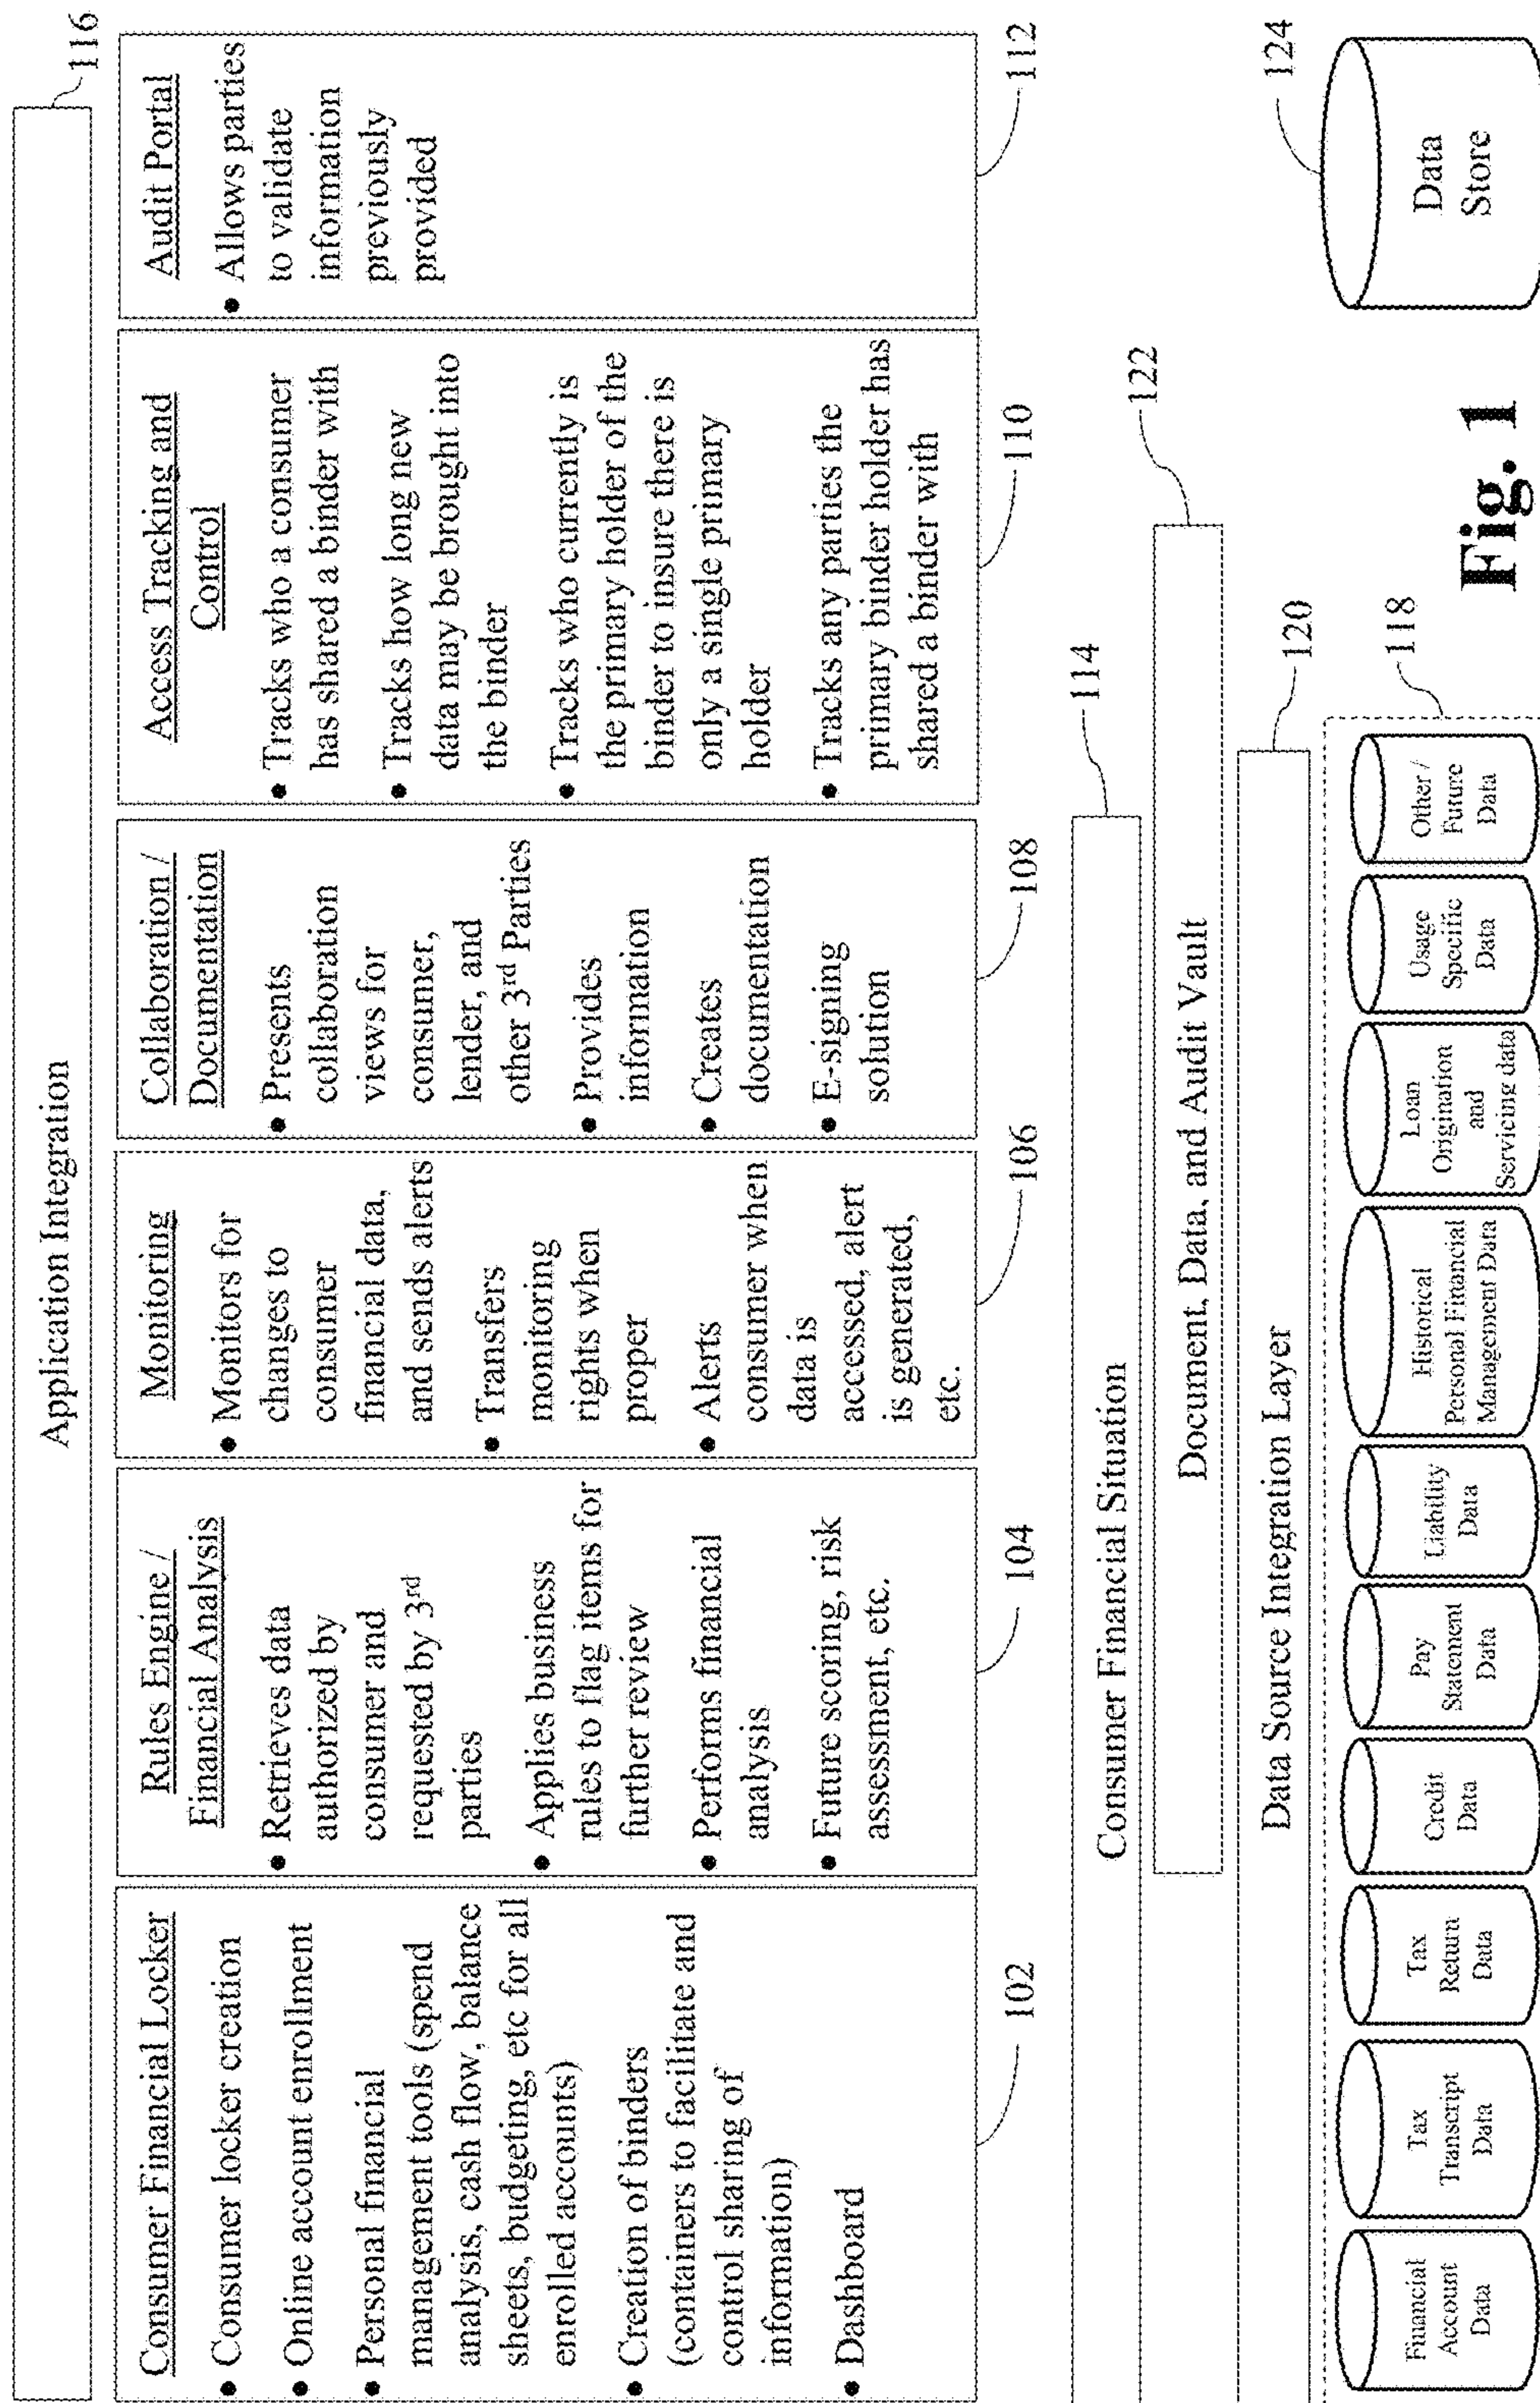 Application Integration
116
Consumer Financial Locker
• Consumer locker creation
• Online account enrollment
• Personal financial
management tools (spend
analysis, cash flow, balance
sheets, budgeting, etc for all
enrolled accounts)
• Creation of binders
(containers to facilitate and
control sharing of
information)
• Dashboard
102
Rules Engine /
Financial Analysis
• Retrieves data
authorized by
consumer and
requested by 3rd
parties
• Applies business
rules to flag items for
further review
• Performs financial
analysis
• Future scoring, risk
assessment, etc.
104
Monitoring
• Monitors for
changes to
consumer
financial data,
and sends alerts
• Transfers
monitoring
rights when
proper
• Alerts
consumer when
data is
accessed, alert
is generated,
etc.
106
Collaboration /
Documentation
• Presents
collaboration
views for
consumer,
lender, and
other 3rd Parties
• Provides
information
• Creates
documentation
• E-signing
solution
108
Access Tracking and
Control
• Tracks who a consumer
has shared a binder with
• Tracks how long new
data may be brought into
the binder
• Tracks who currently is
the primary holder of the
binder to insure there is
only a single primary
holder
• Tracks any parties the
primary binder holder has
shared a binder with
110
Audit Portal
• Allows parties
to validate
information
previously
provided
112
Consumer Financial Situation
114
Document, Data, and Audit Vault
122
Data Source Integration Layer
120
Financial
Account
Data
Tax
Transcript
Data
Tax
Return
Data
Credit
Data
Pay
Statement
Data
Liability
Data
Historical
Personal Financial
Management Data
Loan
Origination
and
Servicing data
Usage
Specific
Data
Other /
Future
Data
118
Data
Store
124
Fig. 1